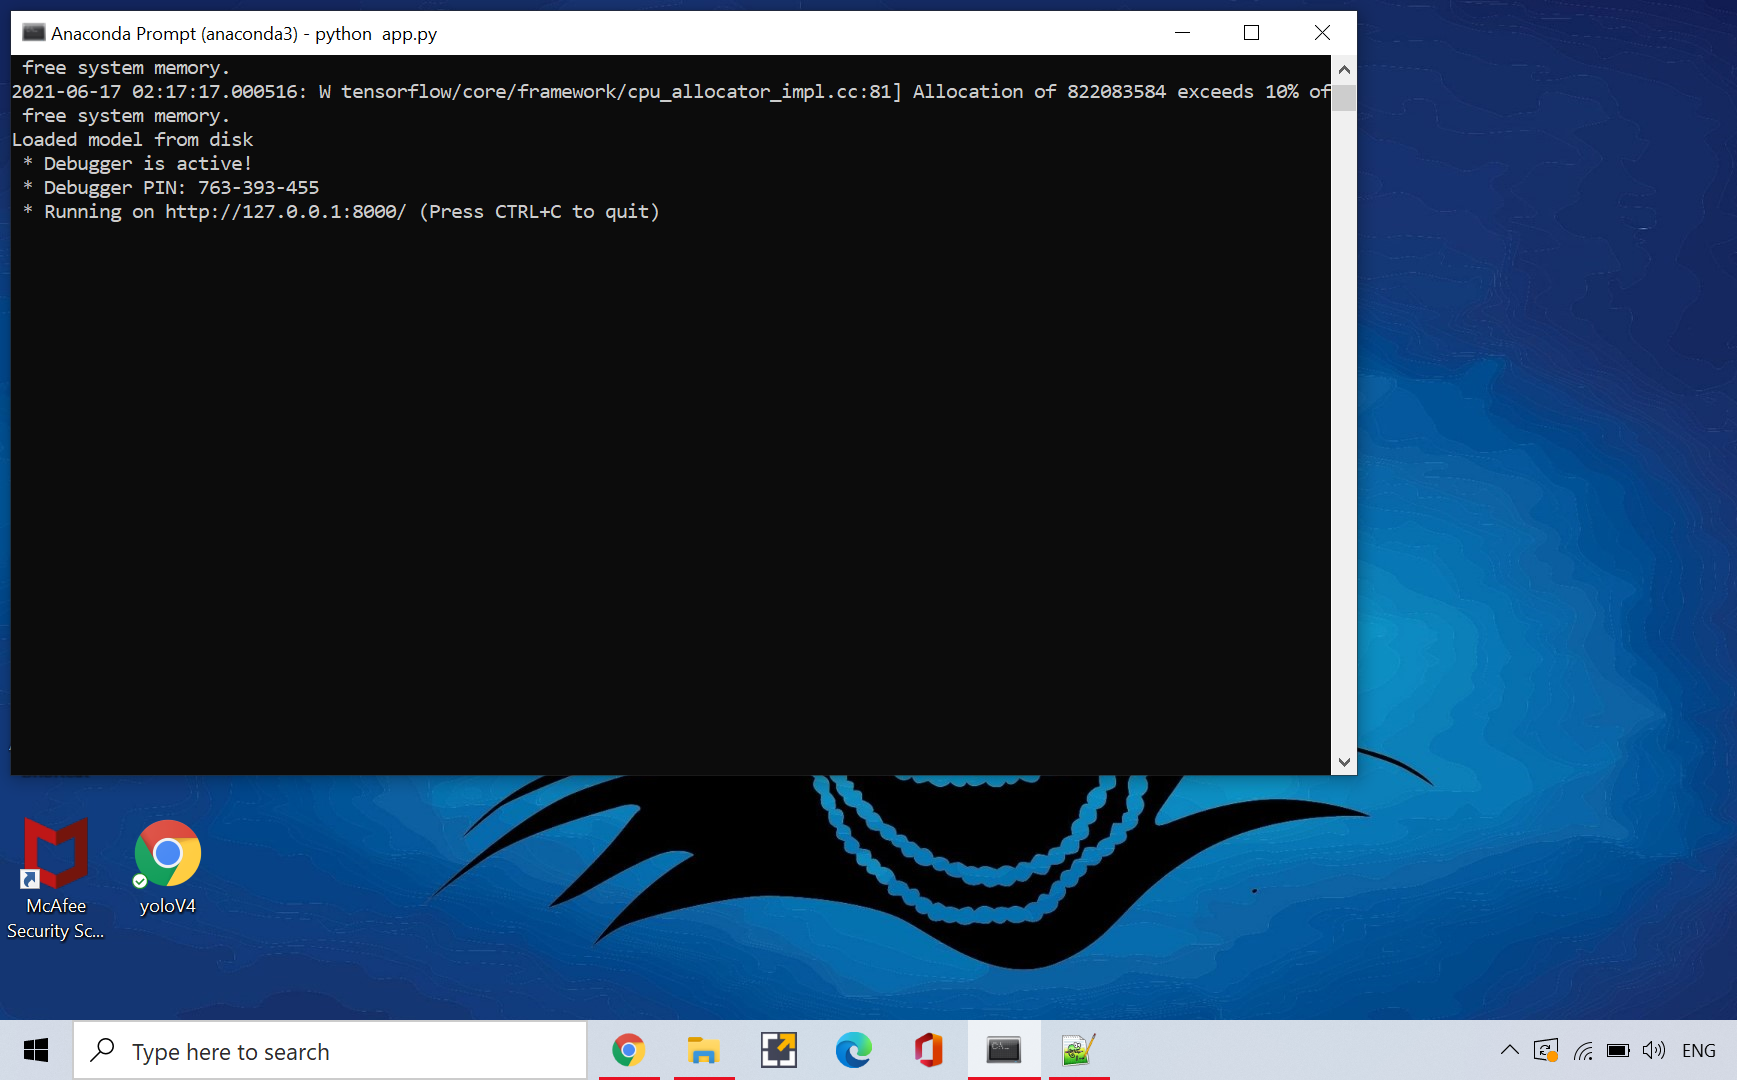 Anaconda Prompt (anaconda3) - python  app.py
free system memory.
2021-06-17 02:17:17.000516: W tensorflow/core/framework/cpu_allocator_impl.cc:81] Allocation of 822083584 exceeds 10% of
free system memory.
Loaded model from disk
* Debugger is active!
* Debugger PIN: 763-393-455
* Running on http://127.0.0.1:8000/ (Press CTRL+C to quit)
McAfee
Security Sc...
yoloV4
Type here to search
ENG